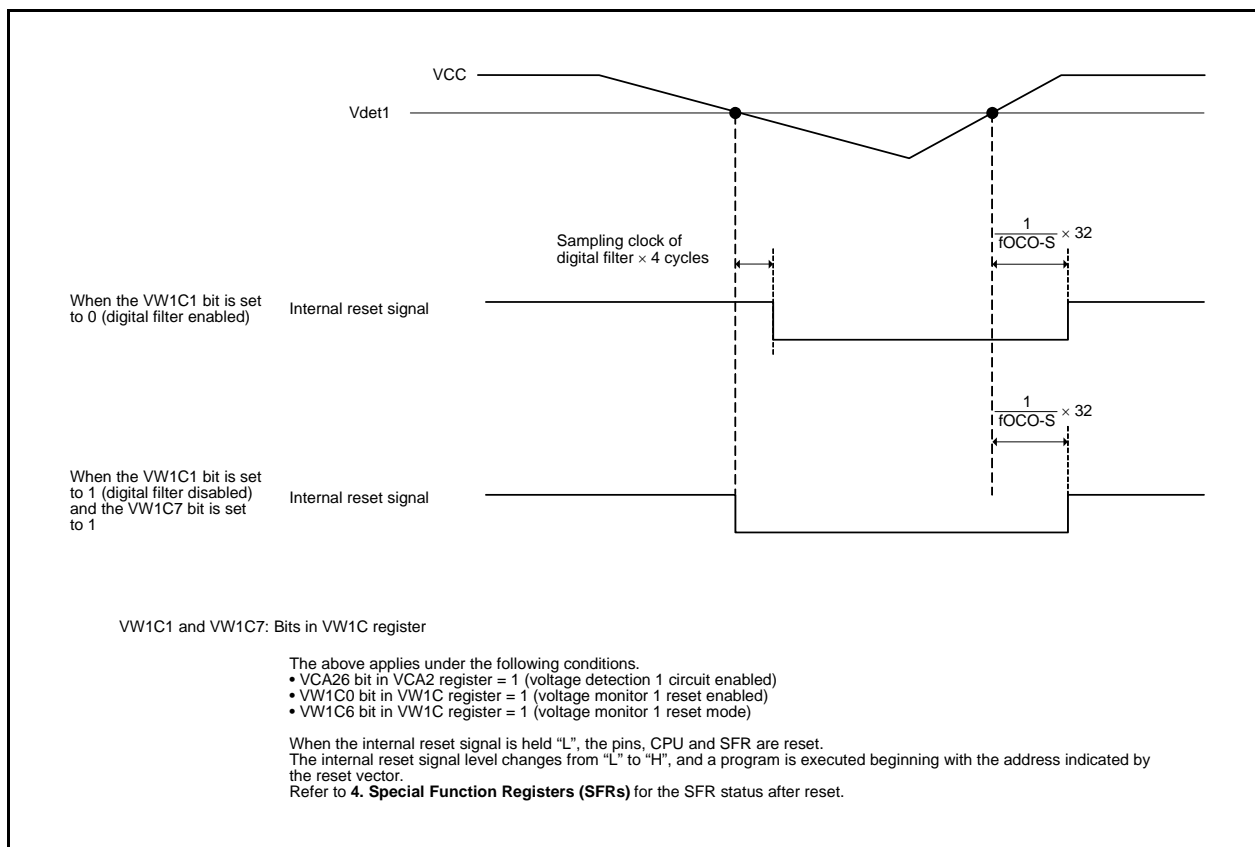 VCC
Vdet1
Sampling clock of
digital filter × 4 cycles
1
fOCO-S
× 32
When the VW1C1 bit is set
to 0 (digital filter enabled)
Internal reset signal
1
fOCO-S
× 32
When the VW1C1 bit is set
to 1 (digital filter disabled)
and the VW1C7 bit is set
to 1
Internal reset signal
VW1C1 and VW1C7: Bits in VW1C register
The above applies under the following conditions.
• VCA26 bit in VCA2 register = 1 (voltage detection 1 circuit enabled)
• VW1C0 bit in VW1C register = 1 (voltage monitor 1 reset enabled)
• VW1C6 bit in VW1C register = 1 (voltage monitor 1 reset mode)
When the internal reset signal is held “L”, the pins, CPU and SFR are reset.
The internal reset signal level changes from “L” to “H”, and a program is executed beginning with the address indicated by
the reset vector.
Refer to 4. Special Function Registers (SFRs) for the SFR status after reset.